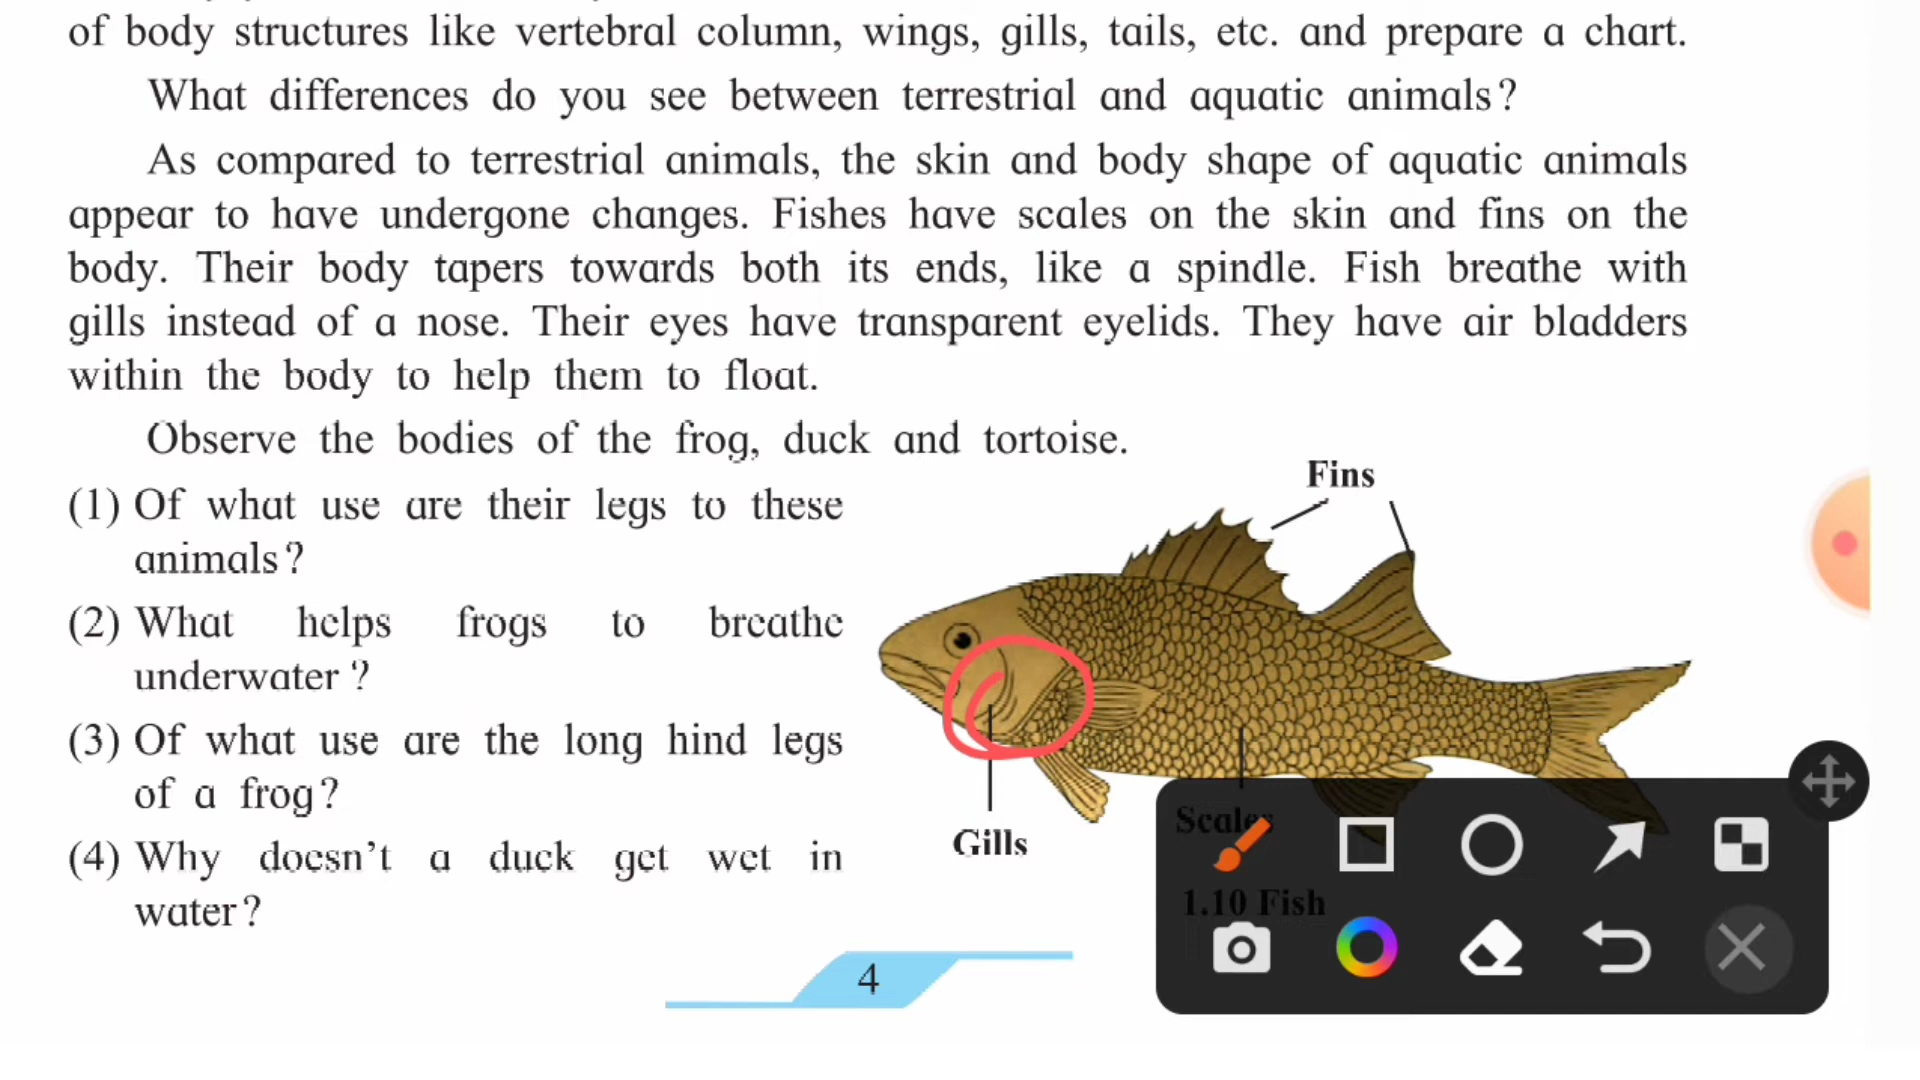 of body structures like vertebral column, wings, gills, tails, etc. and prepare a chart.
What differences do you see between terrestrial and aquatic animals?
As compared to terrestrial animals, the skin and body shape of aquatic animals
appear to have undergone changes. Fishes have scales on the skin and fins on the
body. Their body tapers towards both its ends, like a spindle. Fish breathe with
gills instead of a nose. Their eyes have transparent eyelids. They have air bladders
within the body to help them to float.
Observe the bodies of the frog, duck and tortoise.
(1) Of what use are their legs to these
animals?
(2) What helps frogs to breathe
underwater ?
(3) Of what use are the long hind legs
of a frog?
(4) Why doesn't a duck get wet in
water?
Fins
Gills
Scales
1.10 Fish
4